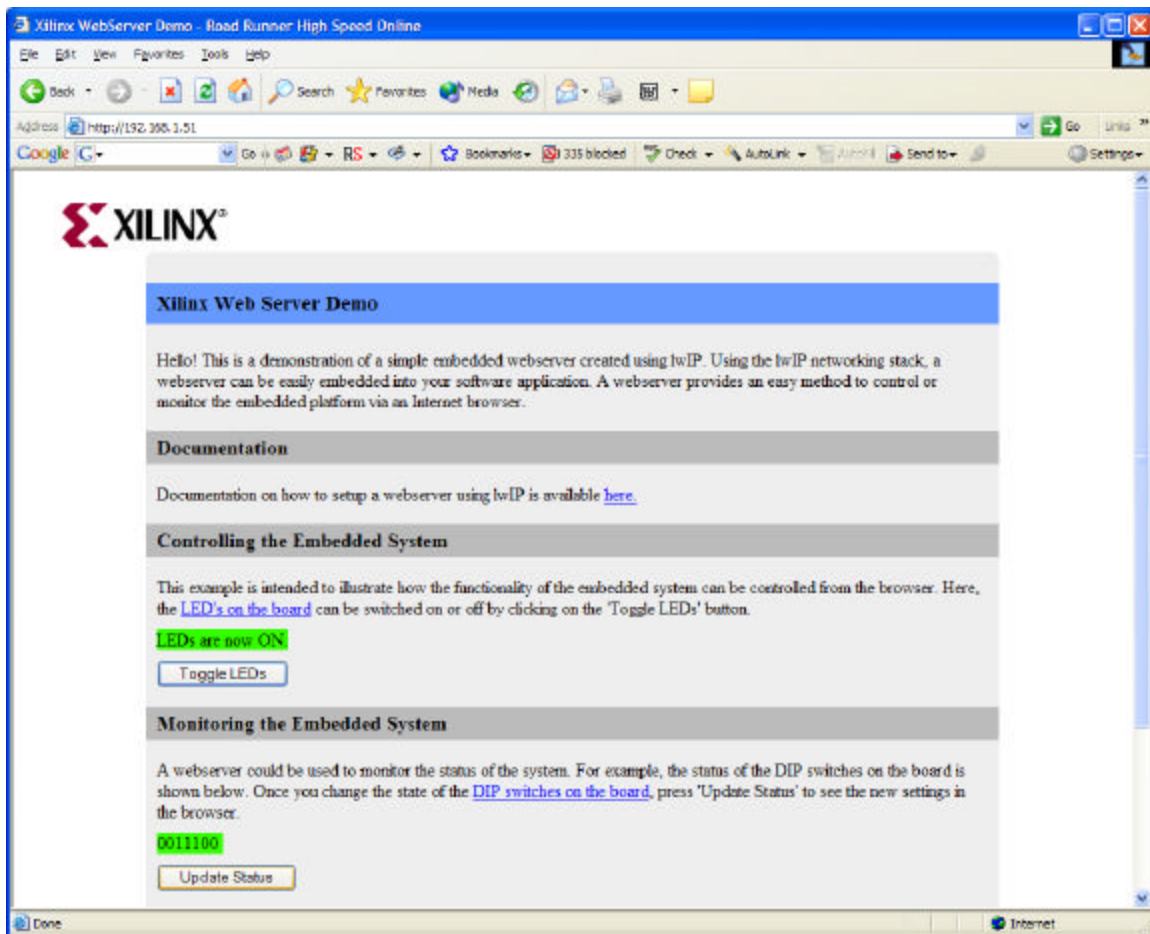 Xilinx WebServer Demo - Road Runner High Speed Online
File Edit View Favorites Tools Help
Back Search Favorites Media
Address http://192.168.1.51 Go Links »
Google G Go RS Bookmarks 335 blocked Check AutoLink Send to Settings
XILINX®
Xilinx Web Server Demo
Hello! This is a demonstration of a simple embedded webserver created using lwIP. Using the lwIP networking stack, a
webserver can be easily embedded into your software application. A webserver provides an easy method to control or
monitor the embedded platform via an Internet browser.
Documentation
Documentation on how to setup a webserver using lwIP is available here.
Controlling the Embedded System
This example is intended to illustrate how the functionality of the embedded system can be controlled from the browser. Here,
the LED's on the board can be switched on or off by clicking on the 'Toggle LEDs' button.
LEDs are now ON.
Toggle LEDs
Monitoring the Embedded System
A webserver could be used to monitor the status of the system. For example, the status of the DIP switches on the board is
shown below. Once you change the state of the DIP switches on the board, press 'Update Status' to see the new settings in
the browser.
0011100
Update Status
Done Internet